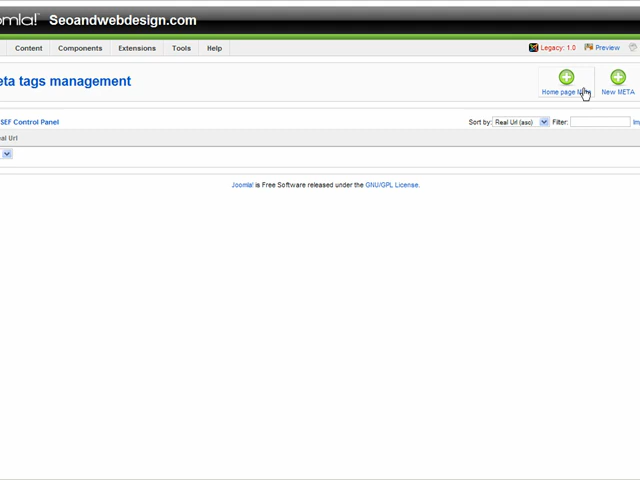 omla! Seoandwebdesign.com
Content Components Extensions Tools Help Legacy: 1.0 Preview
eta tags management
Home page New META
SEF Control Panel Sort by: Real Url (asc) Filter: Im
eal Url
Joomla! is Free Software released under the GNU/GPL License.